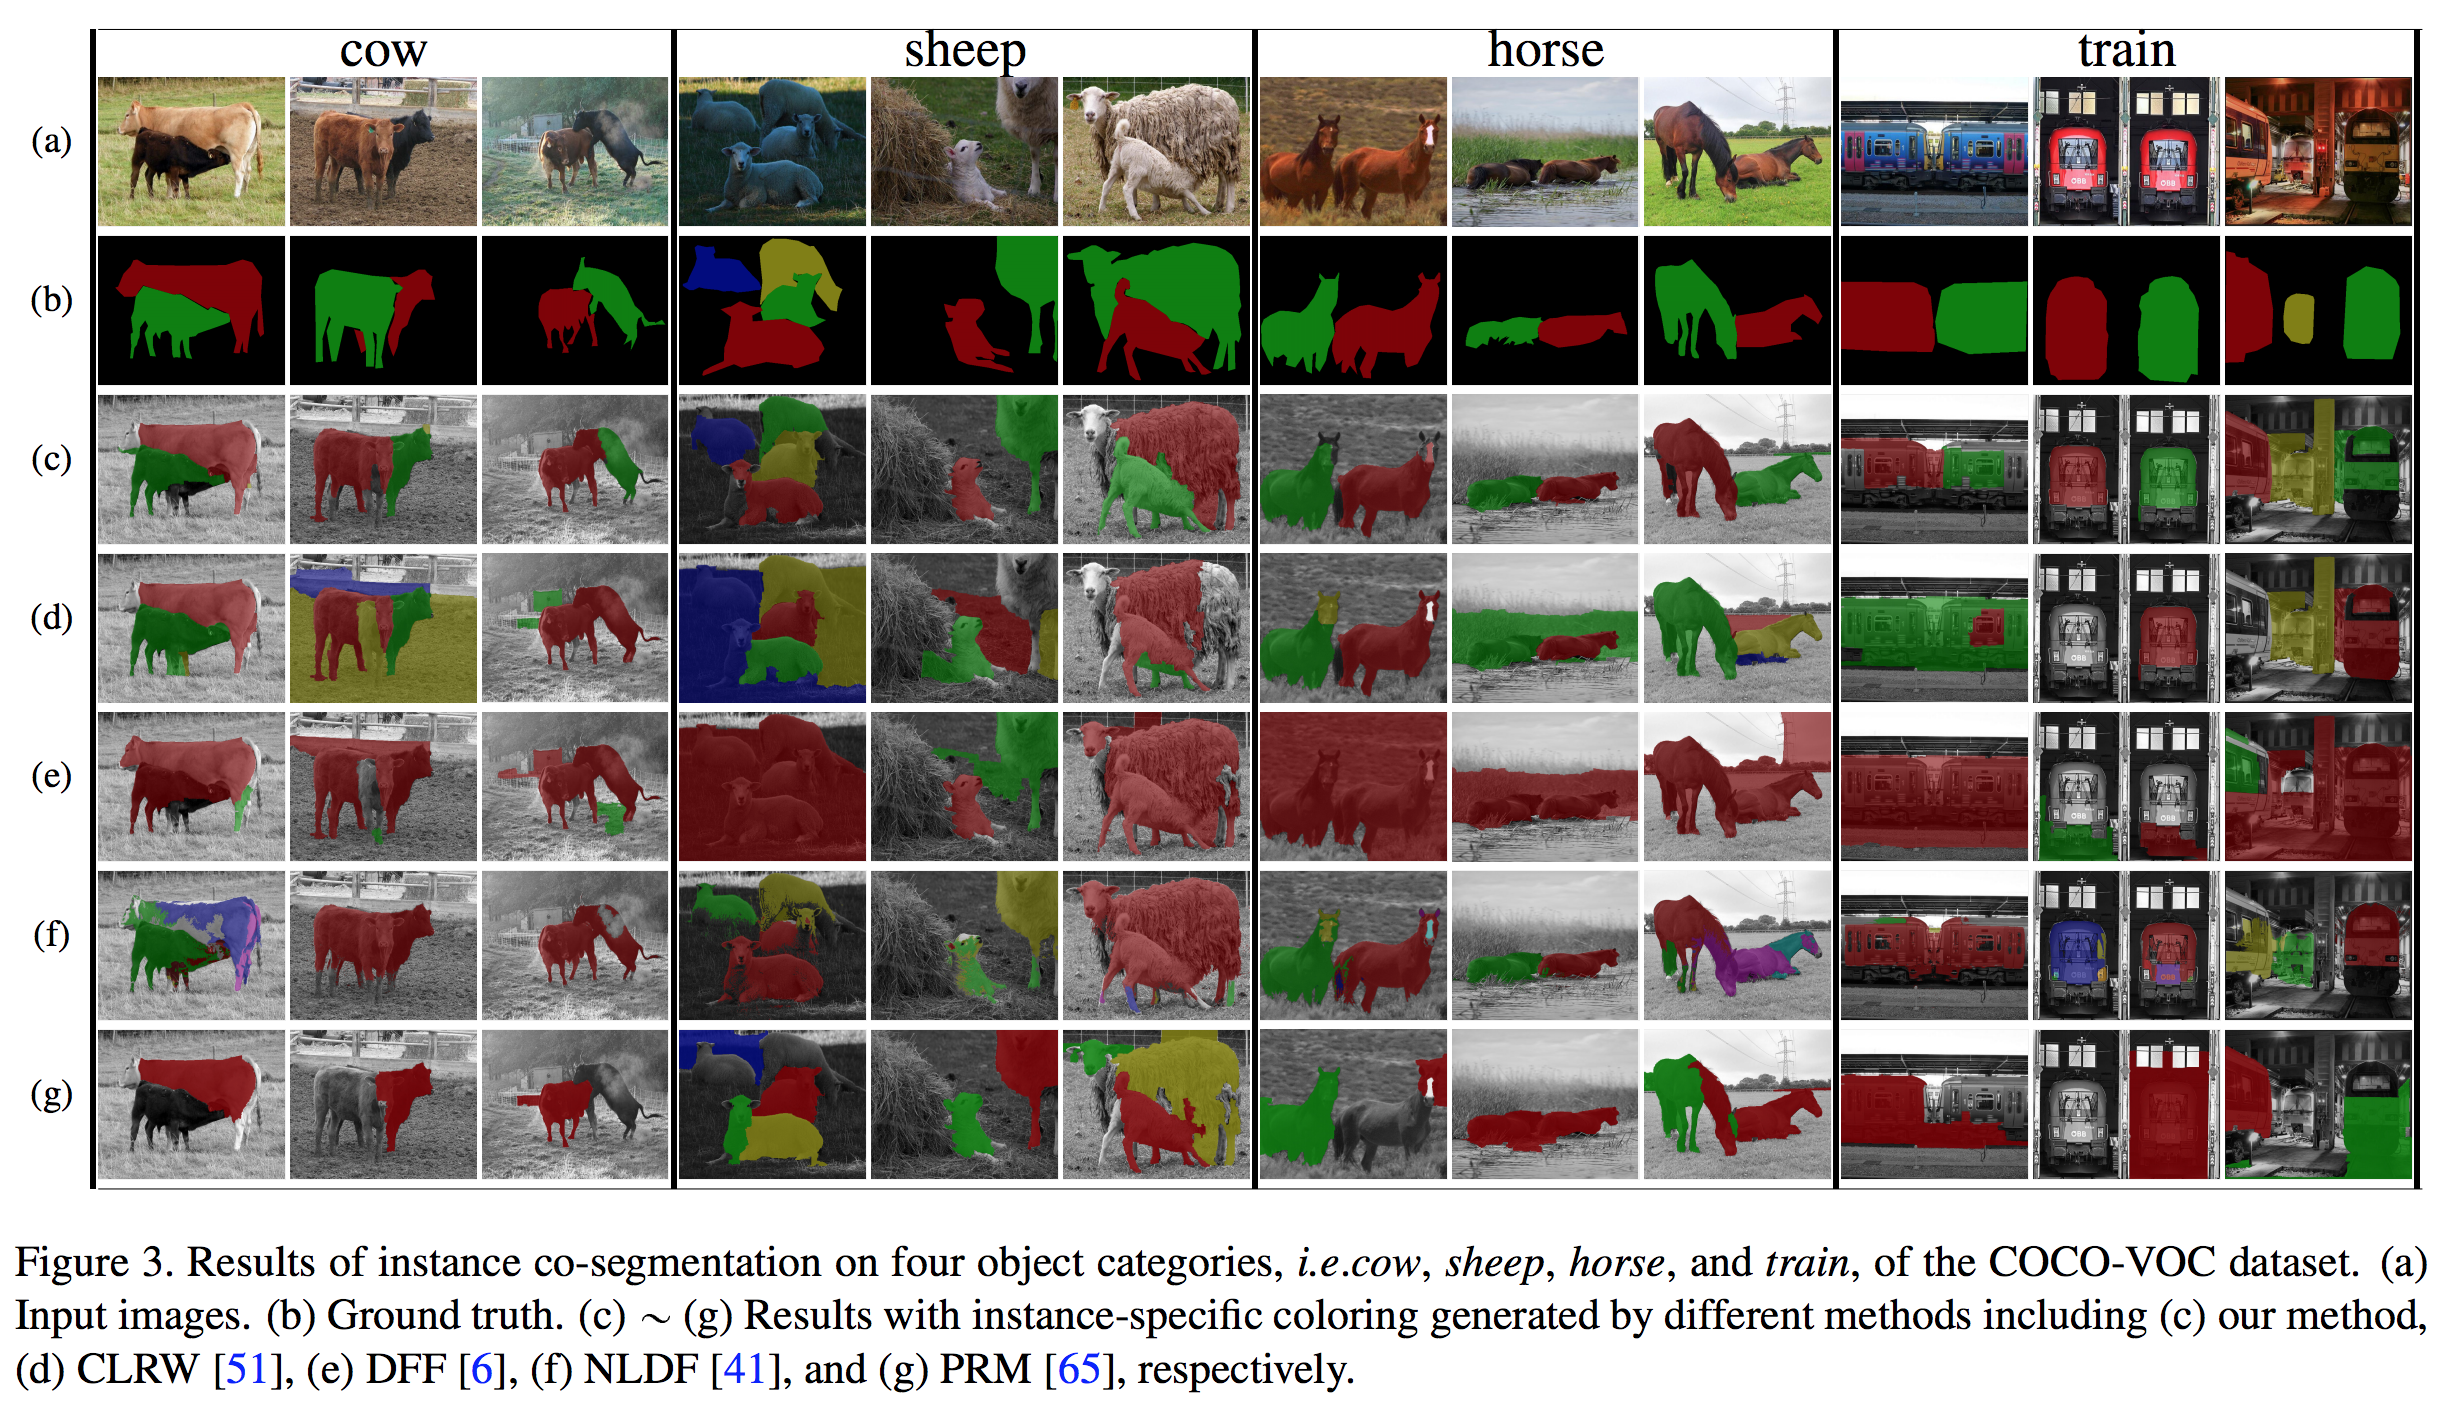 cow sheep horse train
(a)
(b)
(c)
(d)
(e)
(f)
(g)
Figure 3. Results of instance co-segmentation on four object categories, i.e.cow, sheep, horse, and train, of the COCO-VOC dataset. (a)
Input images. (b) Ground truth. (c) ∼ (g) Results with instance-specific coloring generated by different methods including (c) our method,
(d) CLRW [51], (e) DFF [6], (f) NLDF [41], and (g) PRM [65], respectively.